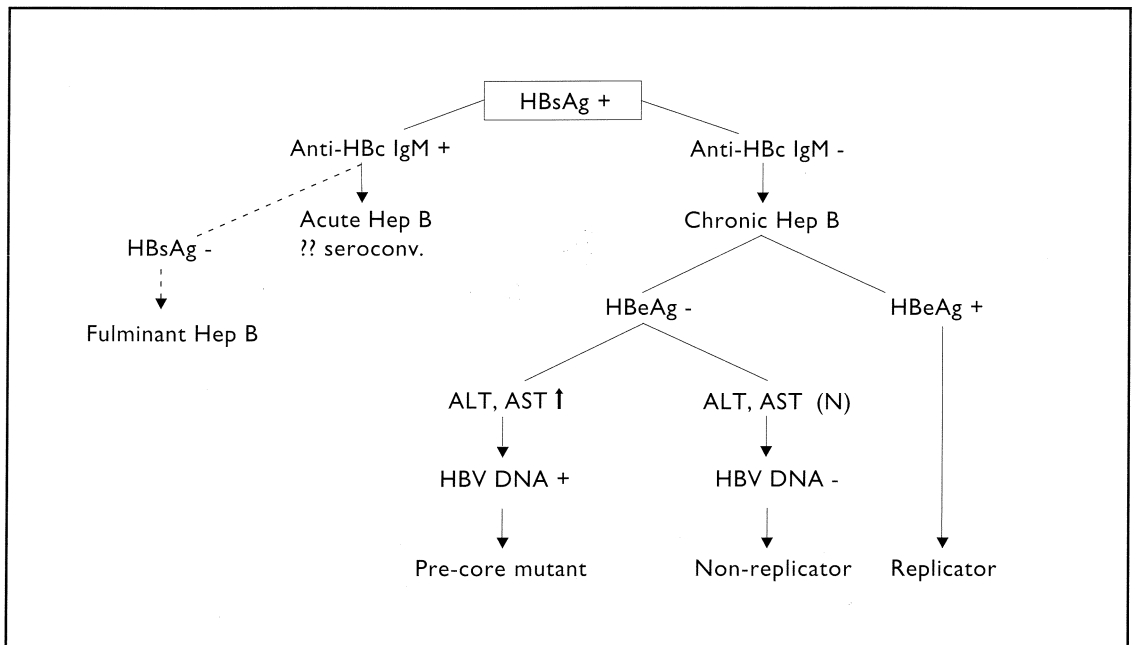 HBsAg +
Anti-HBc IgM +
Anti-HBc IgM -
Acute Hep B
?? seroconv.
Chronic Hep B
HBsAg -
Fulminant Hep B
HBeAg -
HBeAg +
ALT, AST ↑
ALT, AST (N)
HBV DNA +
HBV DNA -
Pre-core mutant
Non-replicator
Replicator